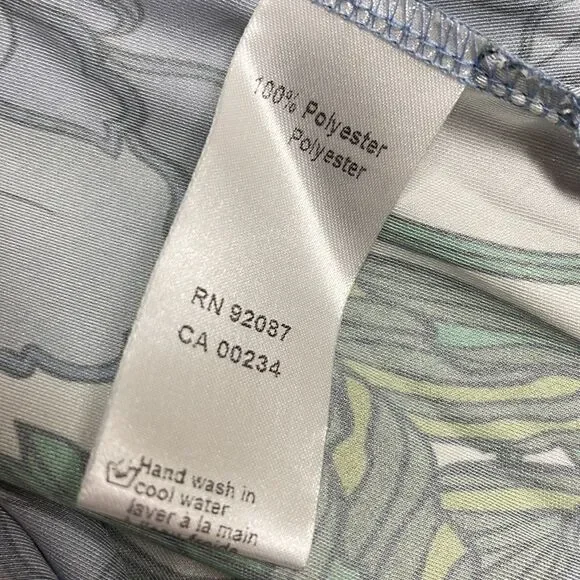 100% Polyester
Polyester
RN 92087
CA 00234
Hand wash in
cool water
laver à la main